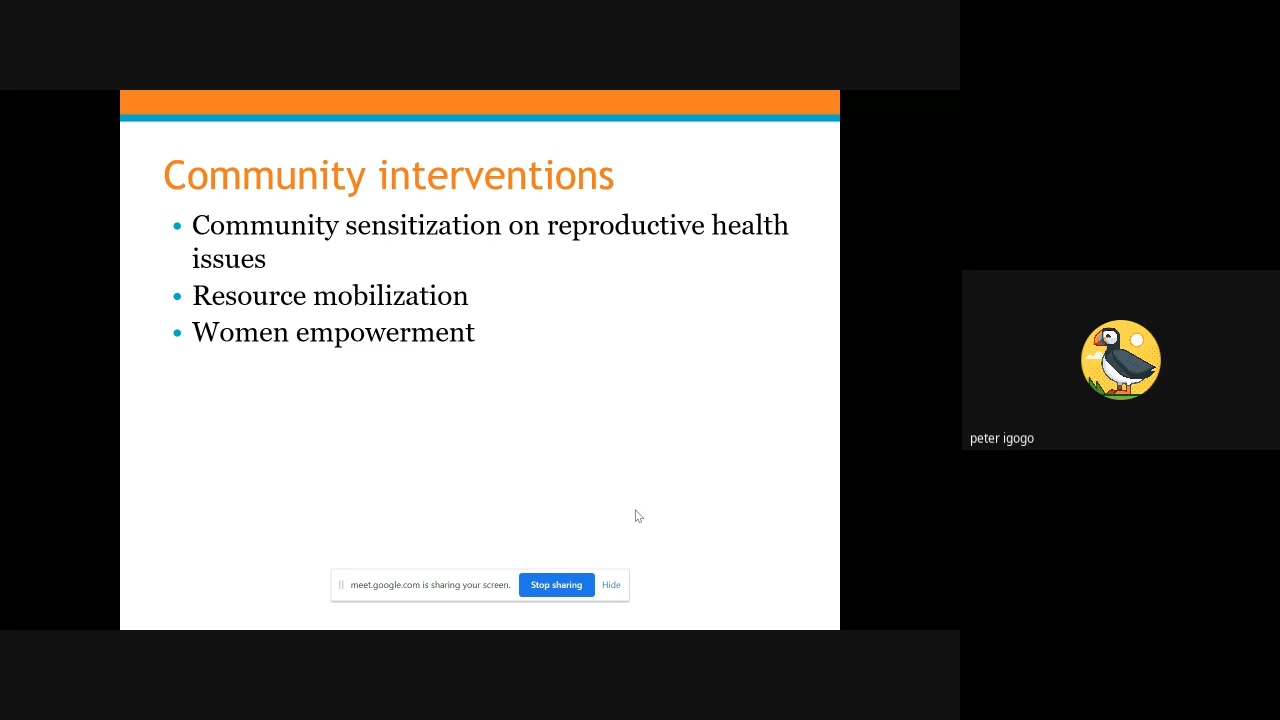 Community interventions
• Community sensitization on reproductive health
issues
• Resource mobilization
• Women empowerment
meet.google.com is sharing your screen. Stop sharing Hide
peter igogo